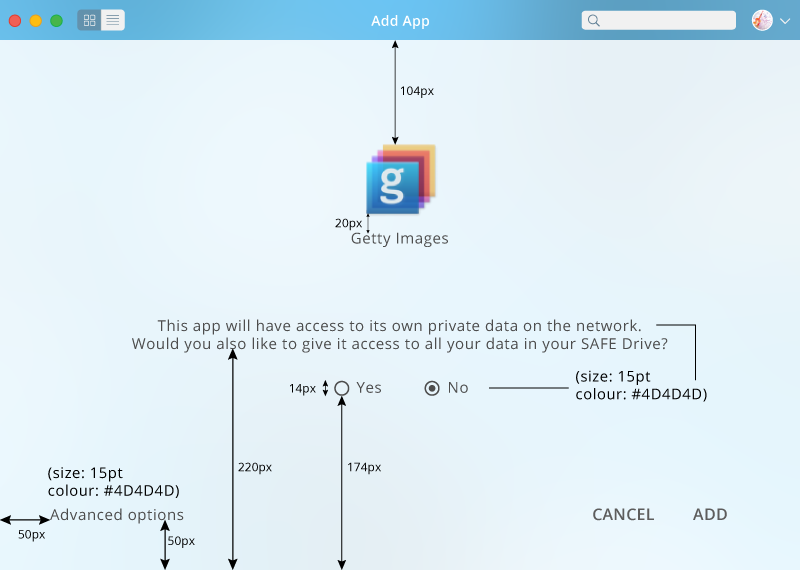 Add App
104px
g
20px
Getty Images
This app will have access to its own private data on the network.
Would you also like to give it access to all your data in your SAFE Drive?
(size: 15pt
colour: #4D4D4D)
14px
Yes
No
220px
174px
(size: 15pt
colour: #4D4D4D)
Advanced options
50px
50px
CANCEL
ADD